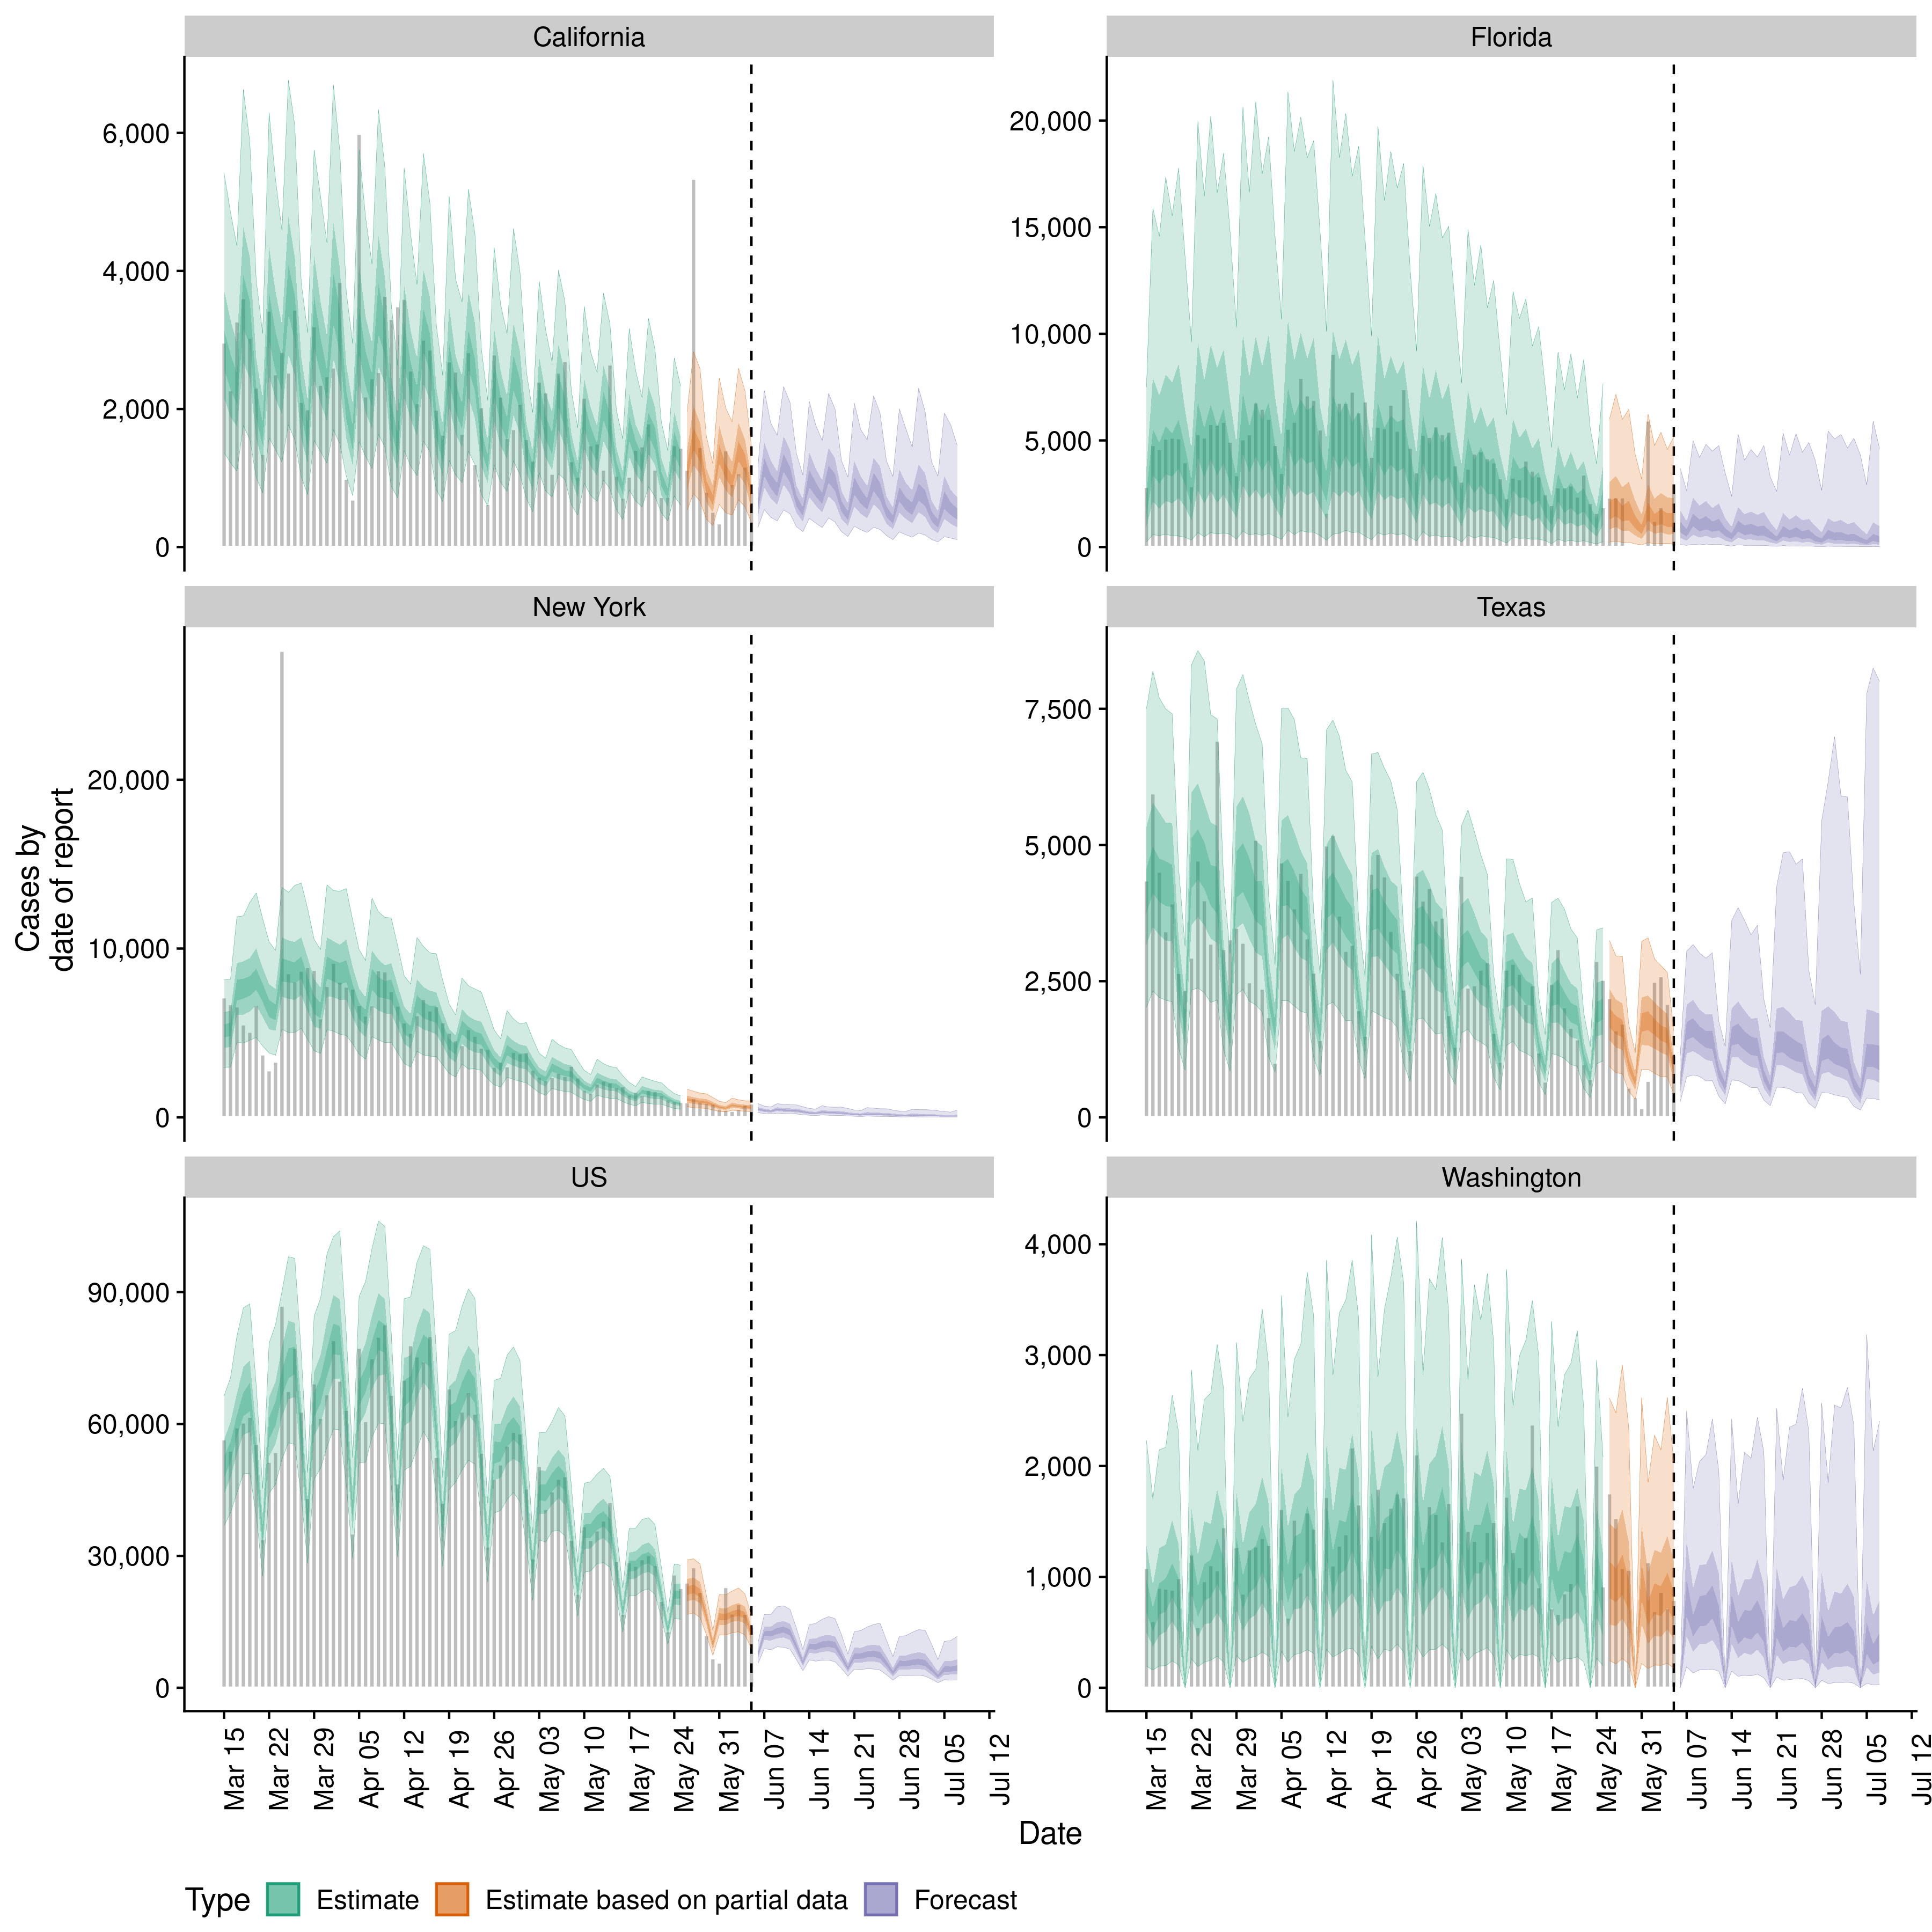 California
Florida
6,000
4,000
2,000
0
20,000
15,000
10,000
5,000
0
New York
Texas
20,000
10,000
0
7,500
5,000
2,500
0
US
Washington
90,000
60,000
30,000
0
4,000
3,000
2,000
1,000
0
Cases by
date of report
Mar 15
Mar 22
Mar 29
Apr 05
Apr 12
Apr 19
Apr 26
May 03
May 10
May 17
May 24
May 31
Jun 07
Jun 14
Jun 21
Jun 28
Jul 05
Jul 12
Mar 15
Mar 22
Mar 29
Apr 05
Apr 12
Apr 19
Apr 26
May 03
May 10
May 17
May 24
May 31
Jun 07
Jun 14
Jun 21
Jun 28
Jul 05
Jul 12
Date
Type Estimate Estimate based on partial data Forecast